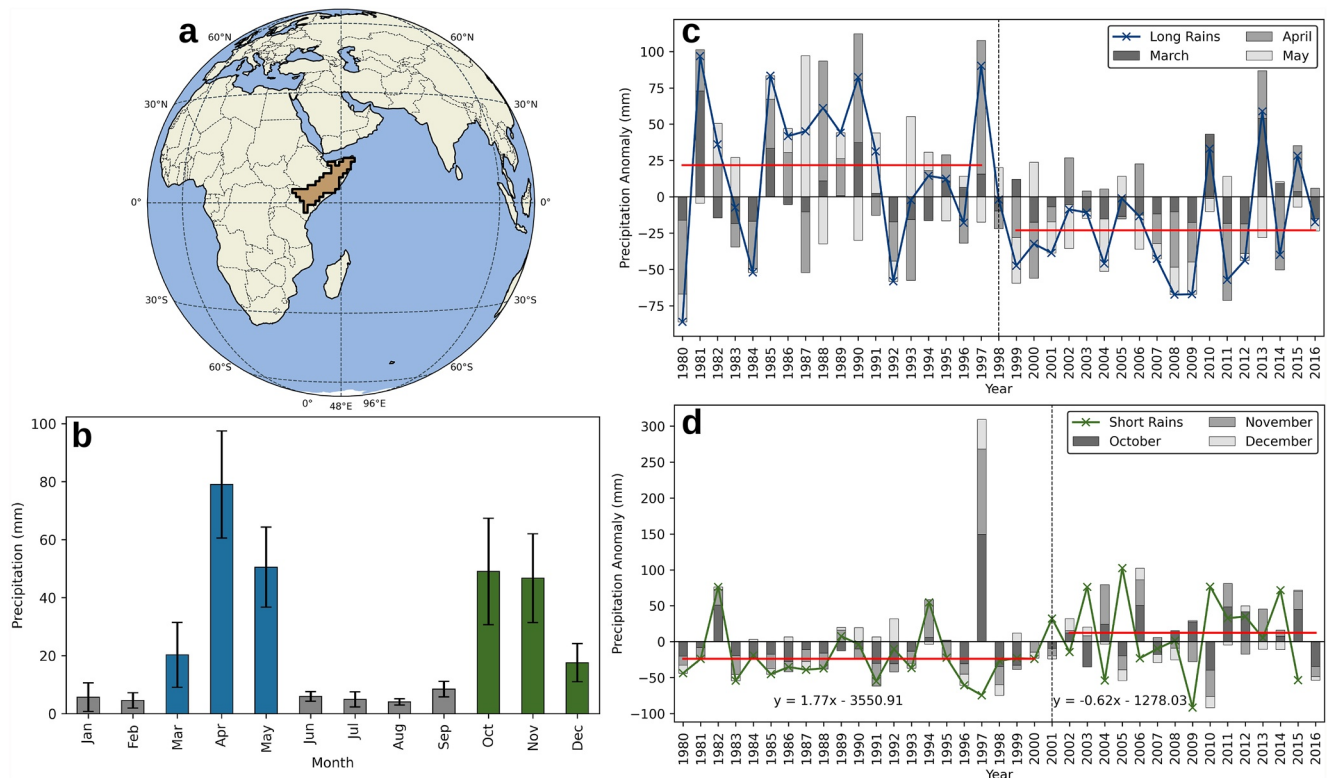 a
60°N
60°N
30°N
30°N
0°
0°
30°S
30°S
60°S
60°S
0°
48°E
96°E
b
Precipitation (mm)
100
80
60
40
20
0
Jan
Feb
Mar
Apr
May
Jun
Jul
Aug
Sep
Oct
Nov
Dec
Month
c
Long Rains
March
April
May
Precipitation Anomaly (mm)
100
75
50
25
0
−25
−50
−75
1980
1981
1982
1983
1984
1985
1986
1987
1988
1989
1990
1991
1992
1993
1994
1995
1996
1997
1998
1999
2000
2001
2002
2003
2004
2005
2006
2007
2008
2009
2010
2011
2012
2013
2014
2015
2016
Year
d
Short Rains
October
November
December
Precipitation Anomaly (mm)
300
250
200
150
100
50
0
−50
−100
y = 1.77x - 3550.91
y = -0.62x - 1278.03
1980
1981
1982
1983
1984
1985
1986
1987
1988
1989
1990
1991
1992
1993
1994
1995
1996
1997
1998
1999
2000
2001
2002
2003
2004
2005
2006
2007
2008
2009
2010
2011
2012
2013
2014
2015
2016
Year